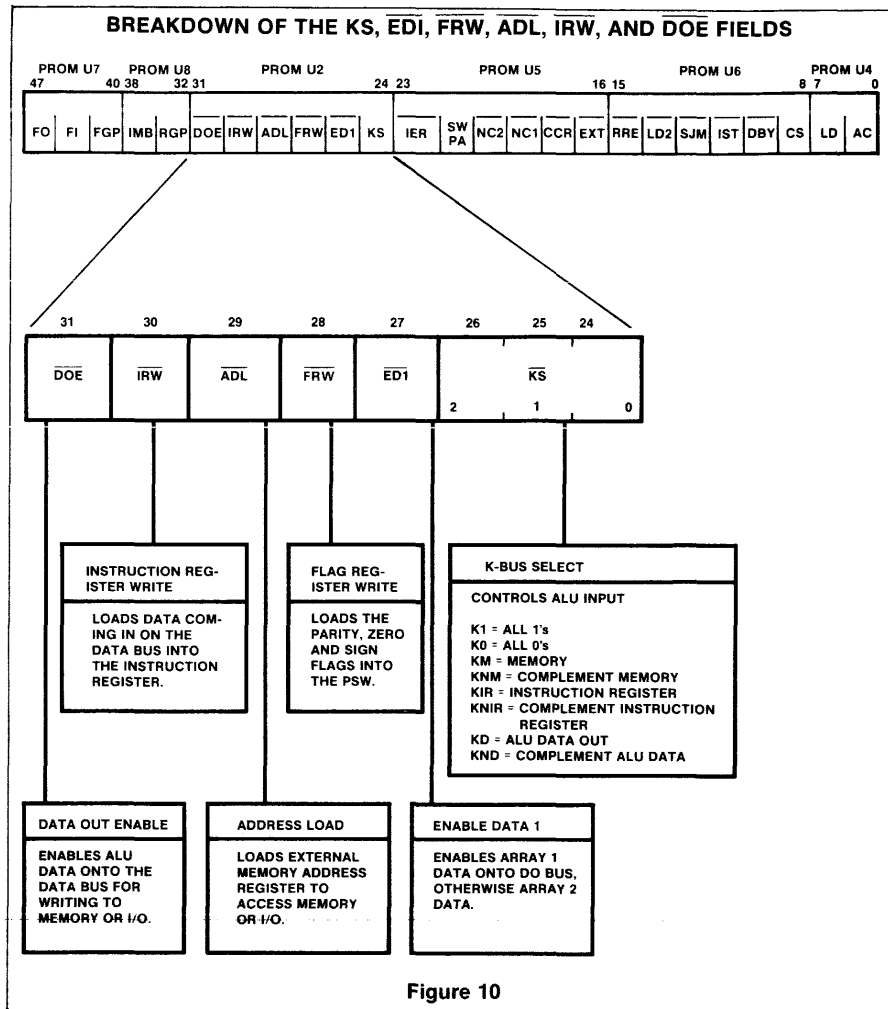 BREAKDOWN OF THE KS, EDI, FRW, ADL, IRW, AND DOE FIELDS
PROM U7 PROM U8 PROM U2 PROM U5 PROM U6 PROM U4
47 40 38 32 31 24 23 16 15 8 7 0
FO FI FGP IMB RGP DOE IRW ADL FRW ED1 KS IER SW PA NC2 NC1 CCR EXT RRE LD2 SJM IST DBY CS LD AC
31 30 29 28 27 26 25 24
DOE IRW ADL FRW ED1 KS
2 1 0
INSTRUCTION REG-
ISTER WRITE
LOADS DATA COM-
ING IN ON THE
DATA BUS INTO
THE INSTRUCTION
REGISTER.
FLAG REG-
ISTER WRITE
LOADS THE
PARITY, ZERO
AND SIGN
FLAGS INTO
THE PSW.
K-BUS SELECT
CONTROLS ALU INPUT
K1 = ALL 1's
K0 = ALL 0's
KM = MEMORY
KNM = COMPLEMENT MEMORY
KIR = INSTRUCTION REGISTER
KNIR = COMPLEMENT INSTRUCTION
REGISTER
KD = ALU DATA OUT
KND = COMPLEMENT ALU DATA
DATA OUT ENABLE
ENABLES ALU
DATA ONTO THE
DATA BUS FOR
WRITING TO
MEMORY OR I/O.
ADDRESS LOAD
LOADS EXTERNAL
MEMORY ADDRESS
REGISTER TO
ACCESS MEMORY
OR I/O.
ENABLE DATA 1
ENABLES ARRAY 1
DATA ONTO DO BUS,
OTHERWISE ARRAY 2
DATA.
Figure 10